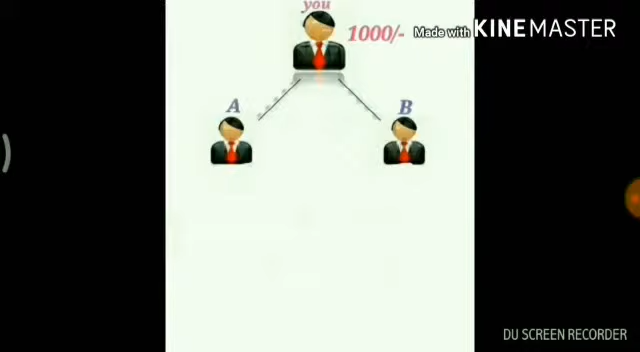 you
1000/-
Made with KINEMASTER
A
B
DU SCREEN RECORDER